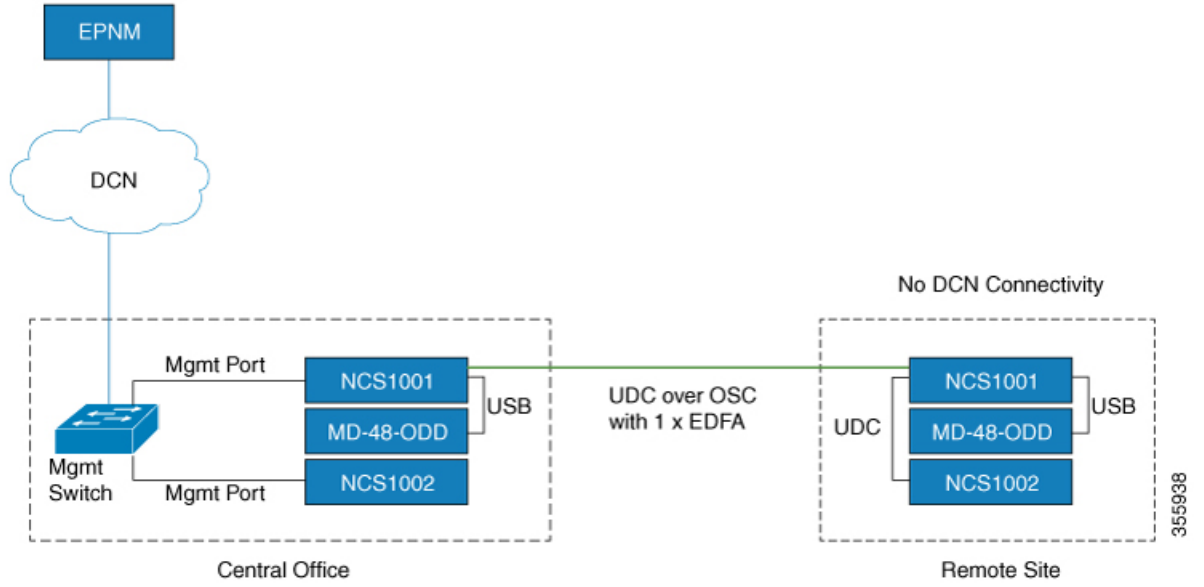 EPNM
DCN
No DCN Connectivity
Mgmt Port
NCS1001
MD-48-ODD
NCS1002
USB
Mgmt
Switch
Mgmt Port
UDC over OSC
with 1 x EDFA
UDC
NCS1001
MD-48-ODD
NCS1002
USB
355938
Central Office
Remote Site